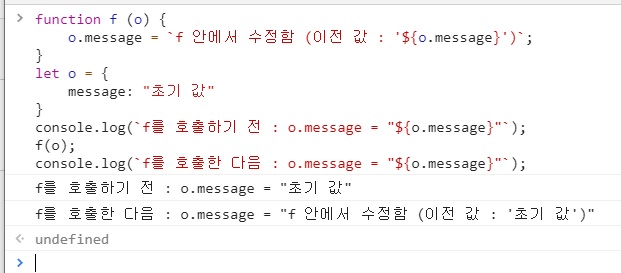 function f (o) {
    o.message = `f 안에서 수정함 (이전 값 : '${o.message}')`;
}
let o = {
    message: "초기 값"
}
console.log(`f를 호출하기 전 : o.message = "${o.message}"`);
f(o);
console.log(`f를 호출한 다음 : o.message = "${o.message}"`);
f를 호출하기 전 : o.message = "초기 값"
f를 호출한 다음 : o.message = "f 안에서 수정함 (이전 값 : '초기 값')"
undefined